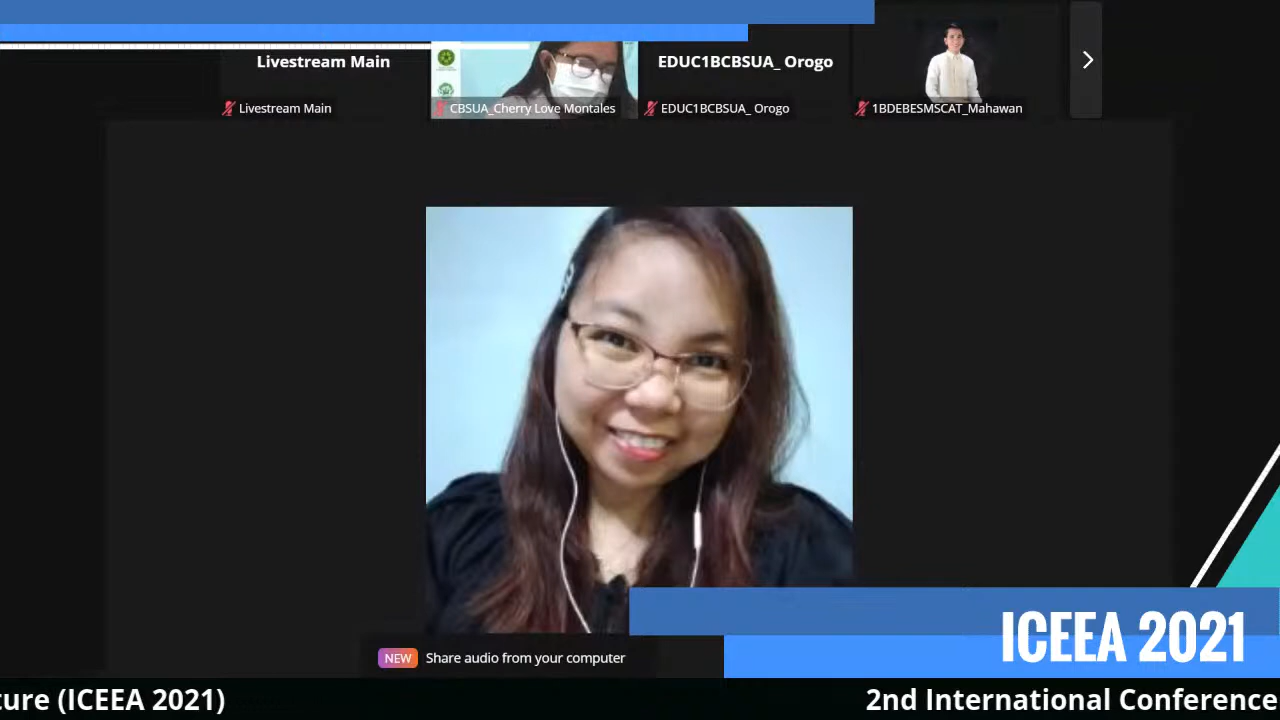 Livestream Main
EDUC1BCBSUA_ Orogo
Livestream Main
CBSUA_Cherry Love Montales
EDUC1BCBSUA_ Orogo
1BDEBESMSCAT_Mahawan
NEW Share audio from your computer
ICEEA 2021
ture (ICEEA 2021)
2nd International Conference